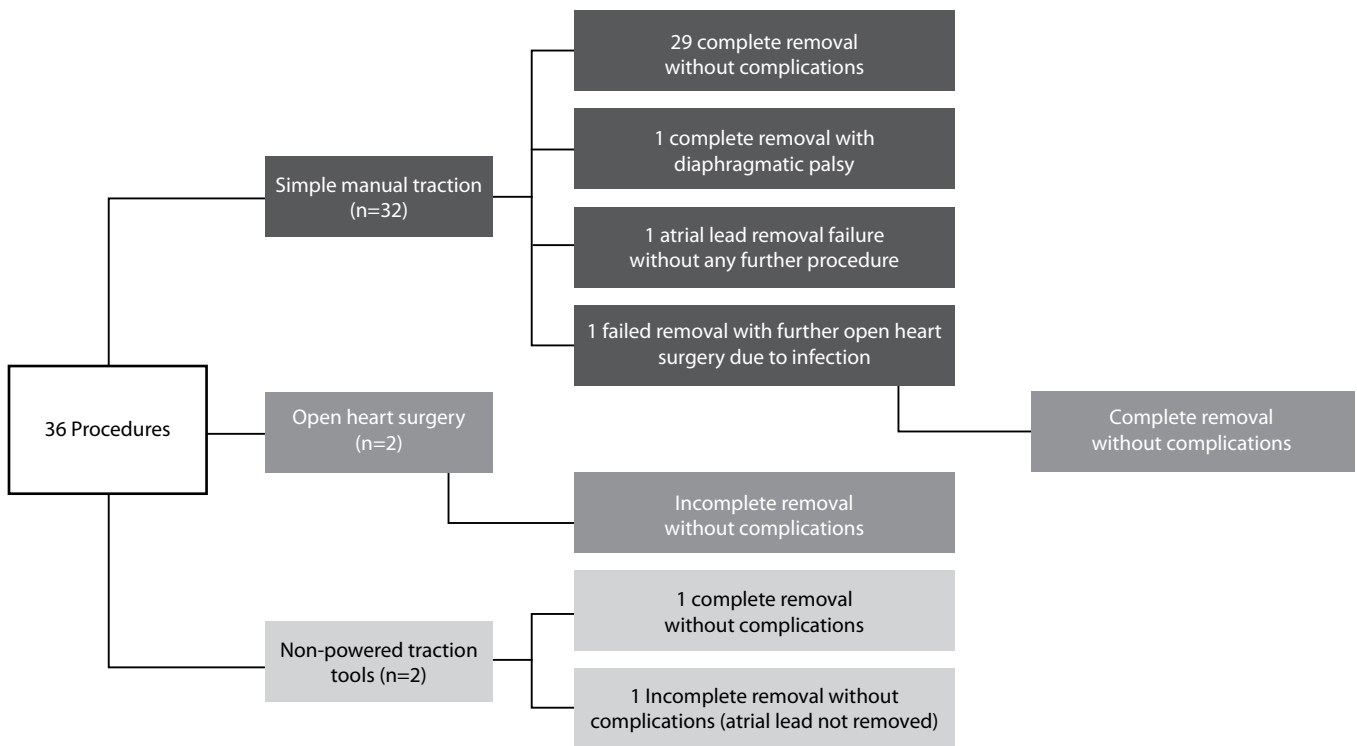 36 Procedures
Simple manual traction
(n=32)
29 complete removal
without complications
1 complete removal with
diaphragmatic palsy
1 atrial lead removal failure
without any further procedure
1 failed removal with further open heart
surgery due to infection
Complete removal
without complications
Open heart surgery
(n=2)
Incomplete removal
without complications
Non-powered traction
tools (n=2)
1 complete removal
without complications
1 Incomplete removal without
complications (atrial lead not removed)